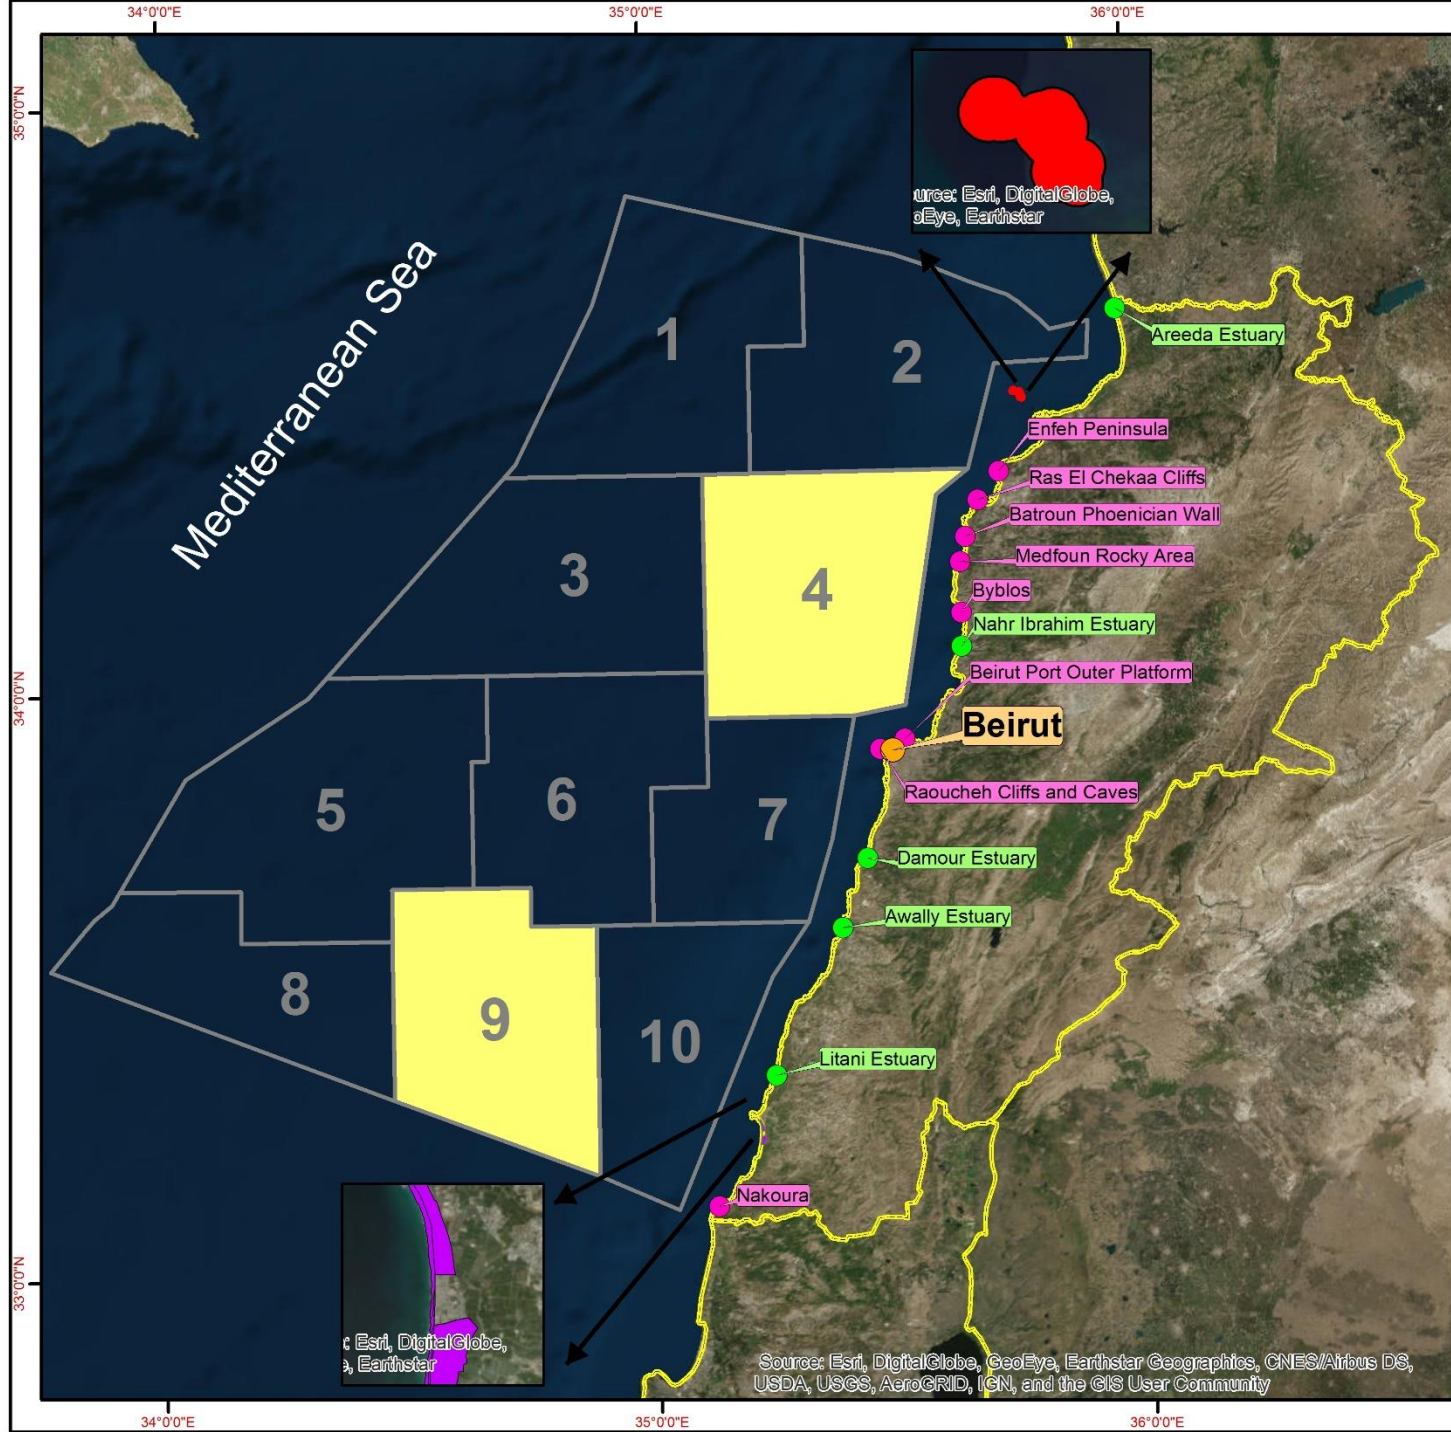 34°0'0"E
35°0'0"E
36°0'0"E
35°0'0"N
34°0'0"N
33°0'0"N
Mediterranean Sea
urce: Esri, DigitalGlobe,
oEye, Earthstar
1
2
3
4
5
6
7
8
9
10
Areeda Estuary
Enfeh Peninsula
Ras El Chekaa Cliffs
Batroun Phoenician Wall
Medfoun Rocky Area
Byblos
Nahr Ibrahim Estuary
Beirut Port Outer Platform
Beirut
Raoucheh Cliffs and Caves
Damour Estuary
Awally Estuary
Litani Estuary
Nakoura
: Esri, DigitalGlobe,
, Earthstar
Source: Esri, DigitalGlobe, GeoEye, Earthstar Geographics, CNES/Airbus DS,
USDA, USGS, AeroGRID, IGN, and the GIS User Community
34°0'0"E
35°0'0"E
36°0'0"E